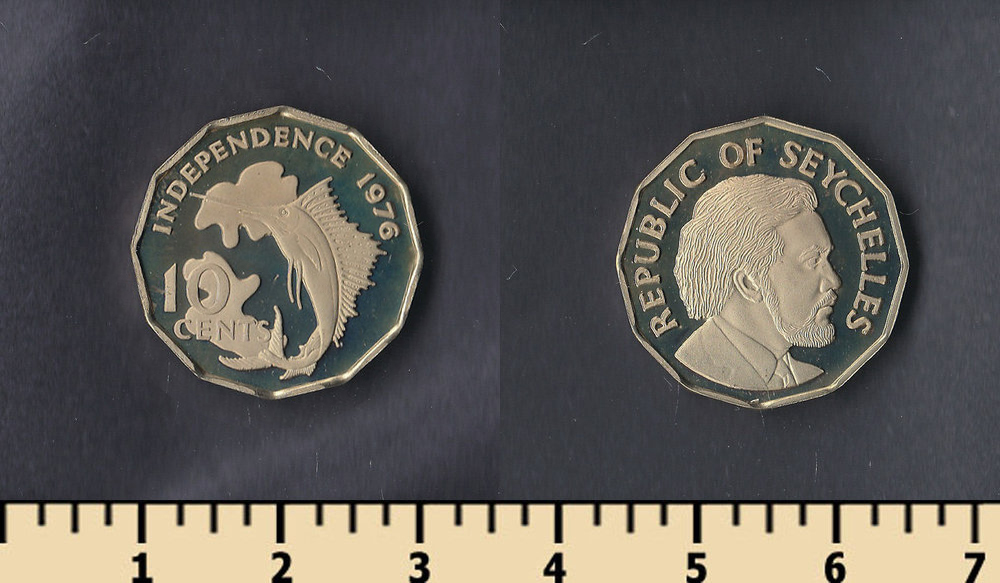 INDEPENDENCE 1976
10
CENTS
REPUBLIC OF SEYCHELLES
1 2 3 4 5 6 7